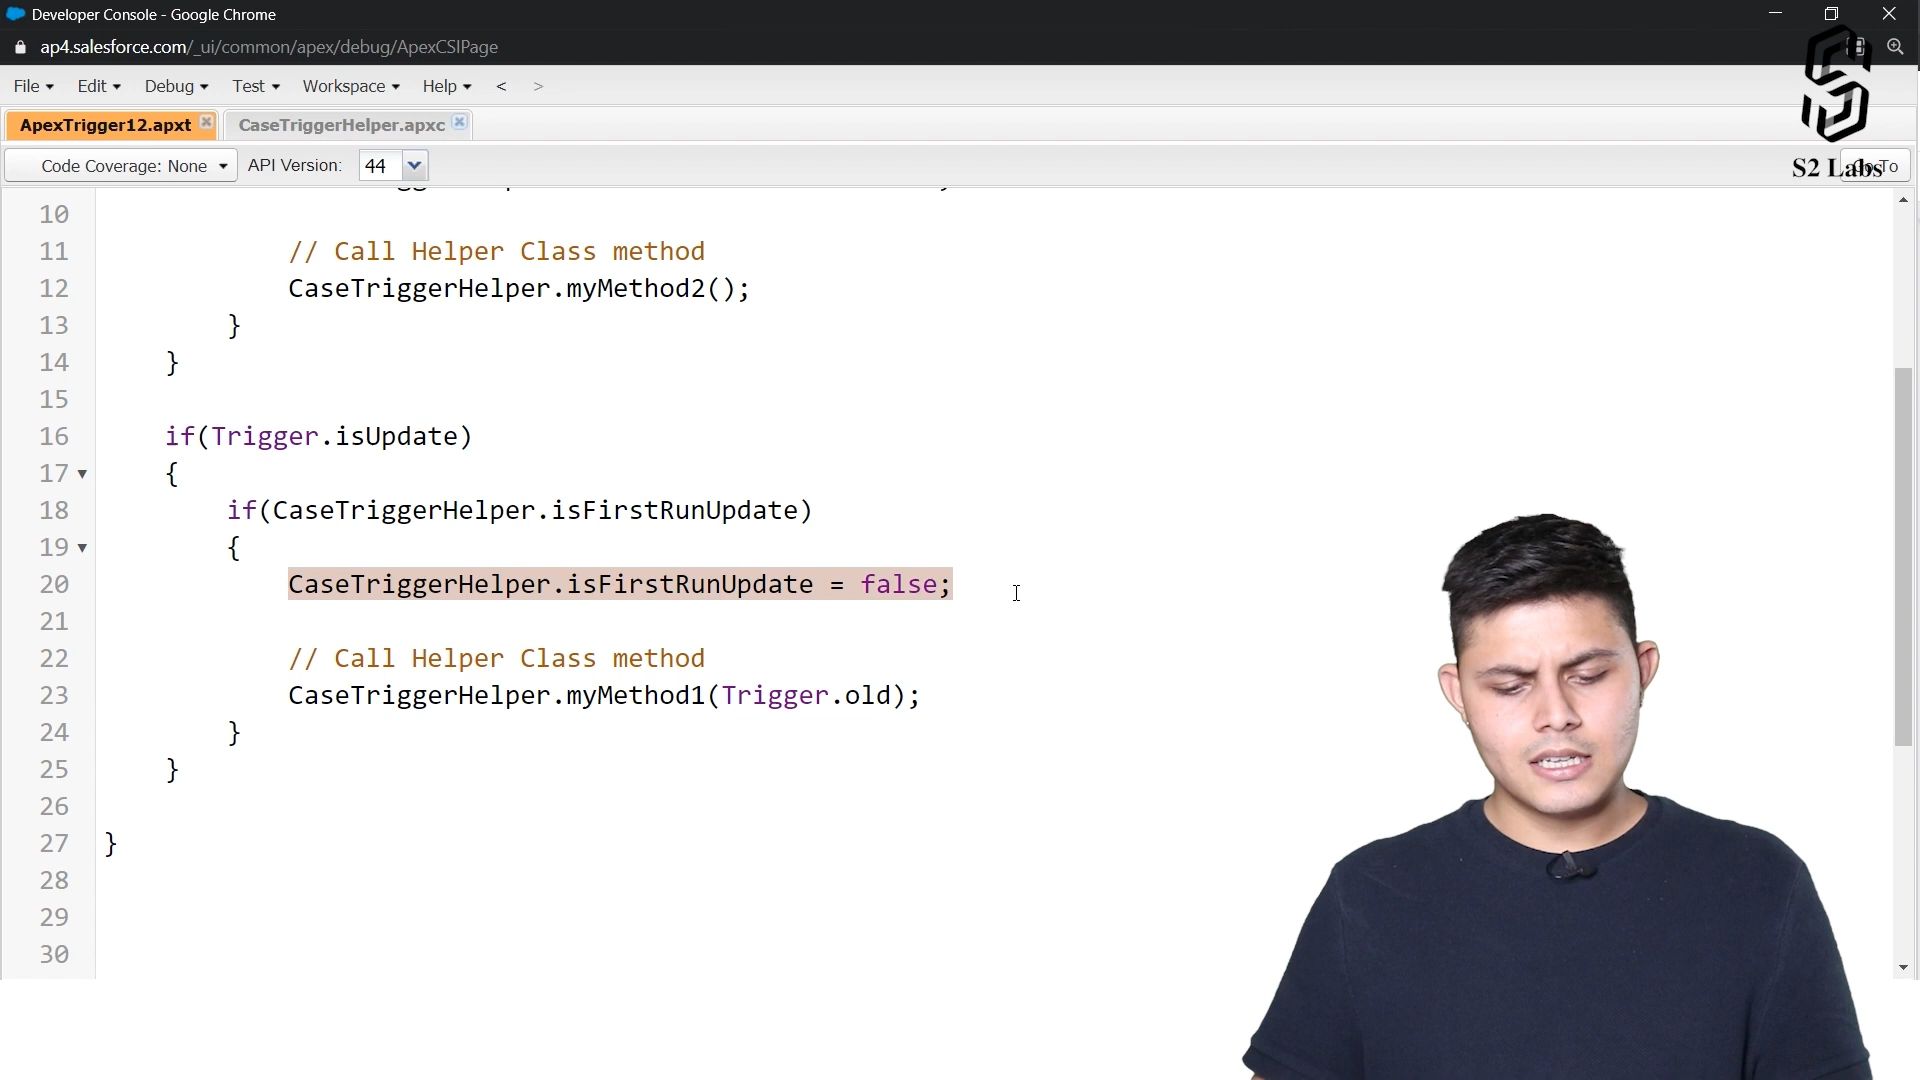 Developer Console - Google Chrome
ap4.salesforce.com/_ui/common/apex/debug/ApexCSIPage
File Edit Debug Test Workspace Help < >
ApexTrigger12.apxt CaseTriggerHelper.apxc
Code Coverage: None API Version: 44
S2 Labs
To
10
11 // Call Helper Class method
12 CaseTriggerHelper.myMethod2();
13 }
14 }
15
16 if(Trigger.isUpdate)
17 {
18 if(CaseTriggerHelper.isFirstRunUpdate)
19 {
20 CaseTriggerHelper.isFirstRunUpdate = false;
21
22 // Call Helper Class method
23 CaseTriggerHelper.myMethod1(Trigger.old);
24 }
25 }
26
27 }
28
29
30